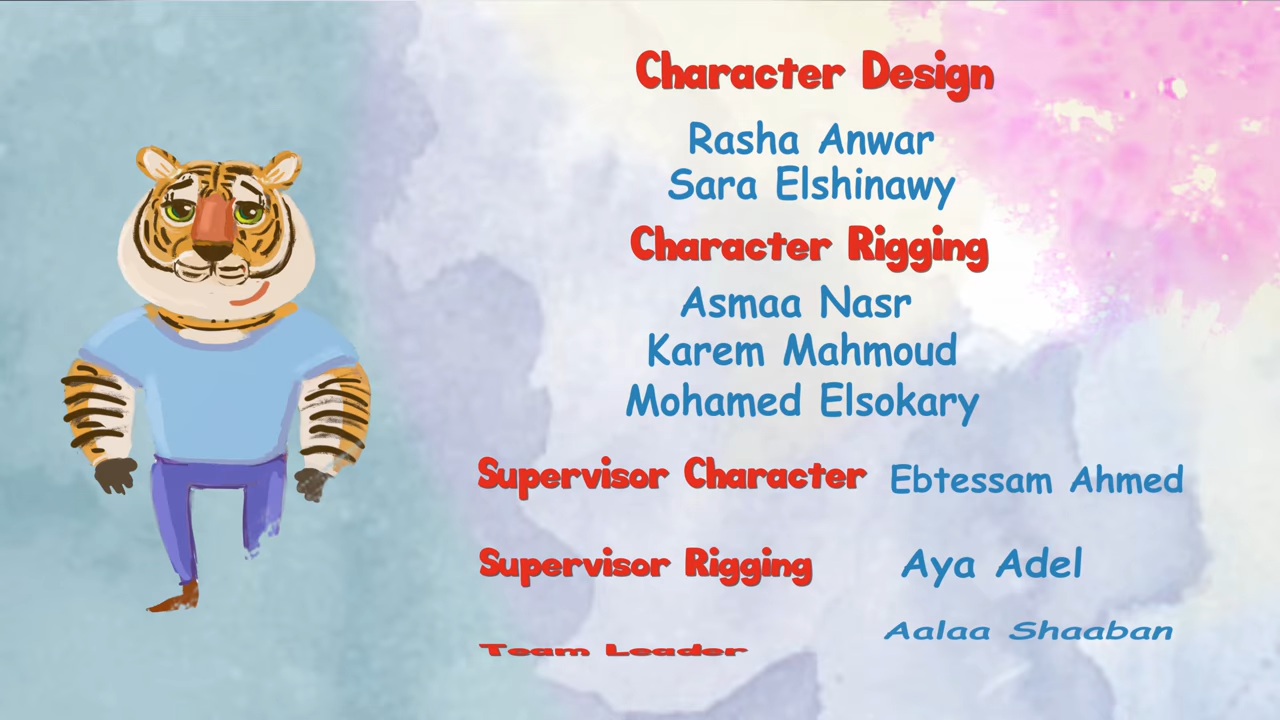 Character Design
Rasha Anwar
Sara Elshinawy
Character Rigging
Asmaa Nasr
Karem Mahmoud
Mohamed Elsokary
Supervisor Character Ebtessam Ahmed
Supervisor Rigging Aya Adel
Team Leader Aalaa Shaaban